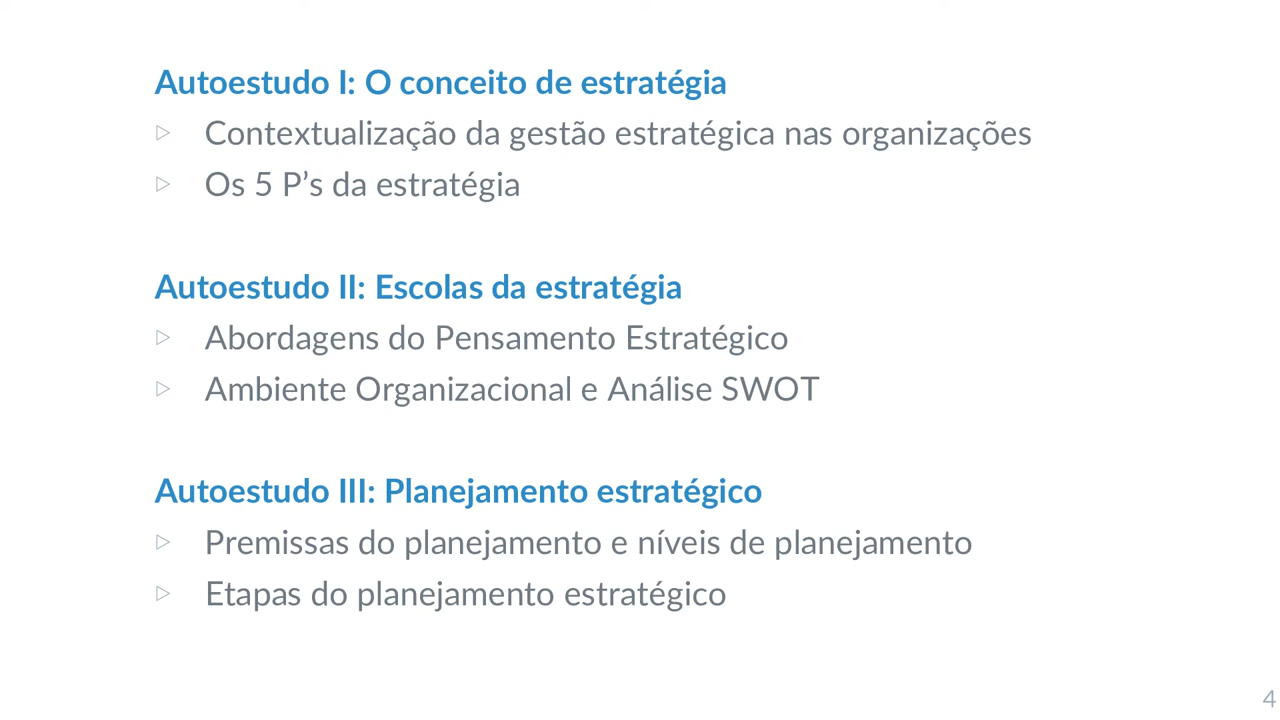 Autoestudo I: O conceito de estratégia
▷ Contextualização da gestão estratégica nas organizações
▷ Os 5 P’s da estratégia
Autoestudo II: Escolas da estratégia
▷ Abordagens do Pensamento Estratégico
▷ Ambiente Organizacional e Análise SWOT
Autoestudo III: Planejamento estratégico
▷ Premissas do planejamento e níveis de planejamento
▷ Etapas do planejamento estratégico
4